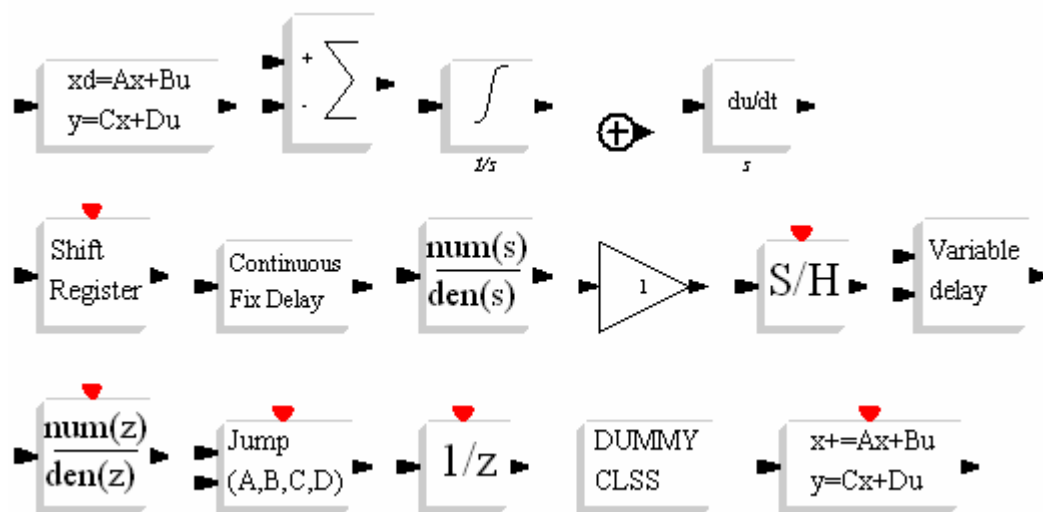 xd=Ax+Bu
y=Cx+Du
+
-
1/s
du/dt
s
Shift
Register
Continuous
Fix Delay
num(s)
den(s)
1
S/H
Variable
delay
num(z)
den(z)
Jump
(A,B,C,D)
1/z
DUMMY
CLSS
x+=Ax+Bu
y=Cx+Du